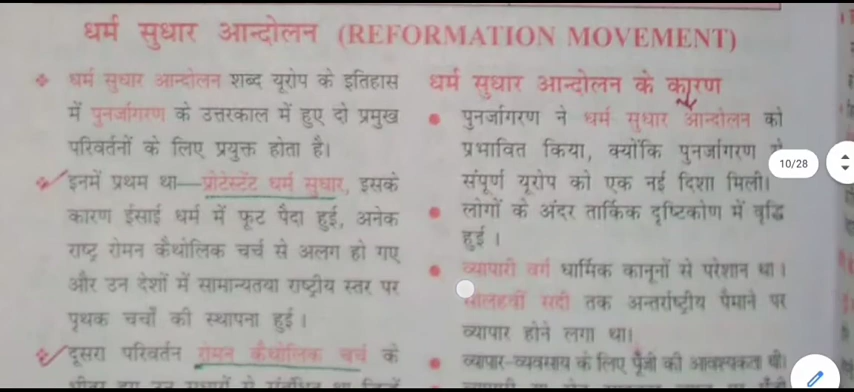 धर्म सुधार आन्दोलन (REFORMATION MOVEMENT)
धर्म सुधार आन्दोलन शब्द यूरोप के इतिहास
में पुनर्जागरण के उत्तरकाल में हुए दो प्रमुख
परिवर्तनों के लिए प्रयुक्त होता है।
इनमें प्रथम था—प्रोटेस्टेंट धर्म सुधार, इसके
कारण ईसाई धर्म में फूट पैदा हुई, अनेक
राष्ट्र रोमन कैथोलिक चर्च से अलग हो गए
और उन देशों में सामान्यतया राष्ट्रीय स्तर पर
पृथक चर्चों की स्थापना हुई।
दूसरा परिवर्तन रोमन कैथोलिक चर्च के
धर्म सुधार आन्दोलन के कारण
पुनर्जागरण ने धर्म सुधार आन्दोलन को
प्रभावित किया, क्योंकि पुनर्जागरण से
संपूर्ण यूरोप को एक नई दिशा मिली।
लोगों के अंदर तार्किक दृष्टिकोण में वृद्धि
हुई।
व्यापारी वर्ग धार्मिक कानूनों से परेशान था।
सोलहवीं सदी तक अन्तर्राष्ट्रीय पैमाने पर
व्यापार होने लगा था।
व्यापार-व्यवसाय के लिए पूँजी की आवश्यकता थी।
10/28